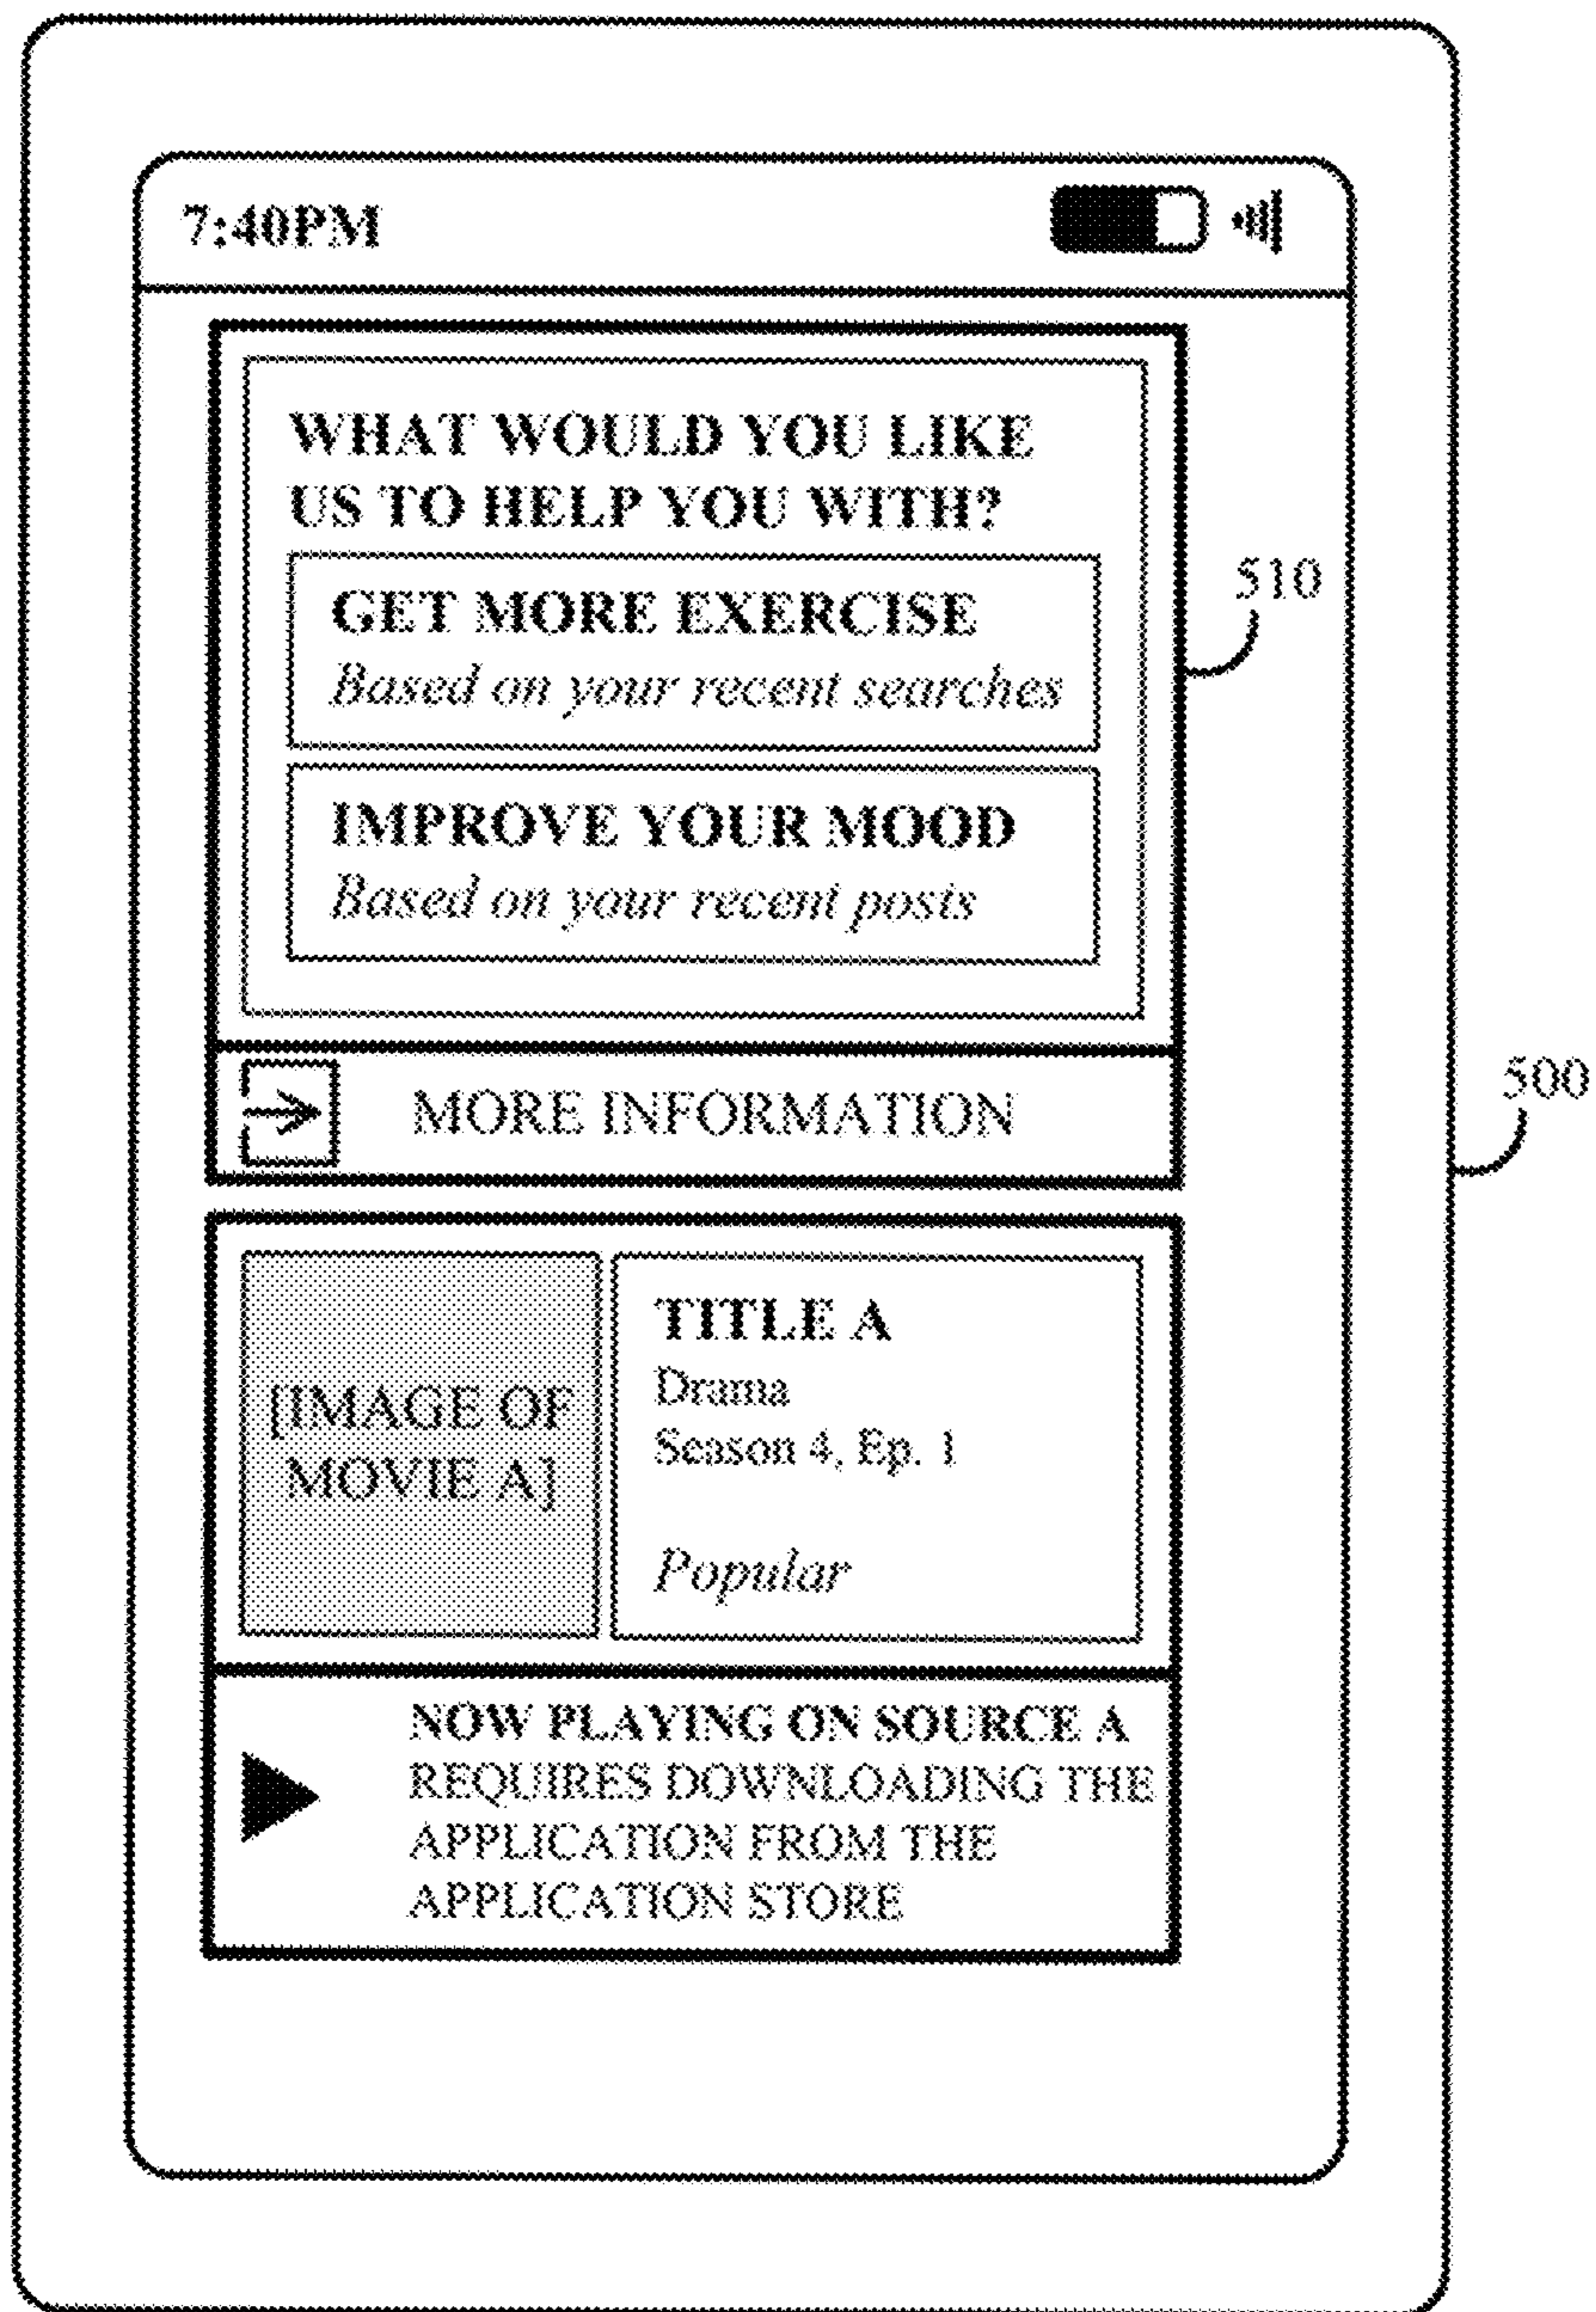 7:40PM
WHAT WOULD YOU LIKE
US TO HELP YOU WITH?
GET MORE EXERCISE
Based on your recent searches
510
IMPROVE YOUR MOOD
Based on your recent posts
MORE INFORMATION
500
[IMAGE OF
MOVIE A]
TITLE A
Drama
Season 4, Ep. 1
Popular
NOW PLAYING ON SOURCE A
REQUIRES DOWNLOADING THE
APPLICATION FROM THE
APPLICATION STORE